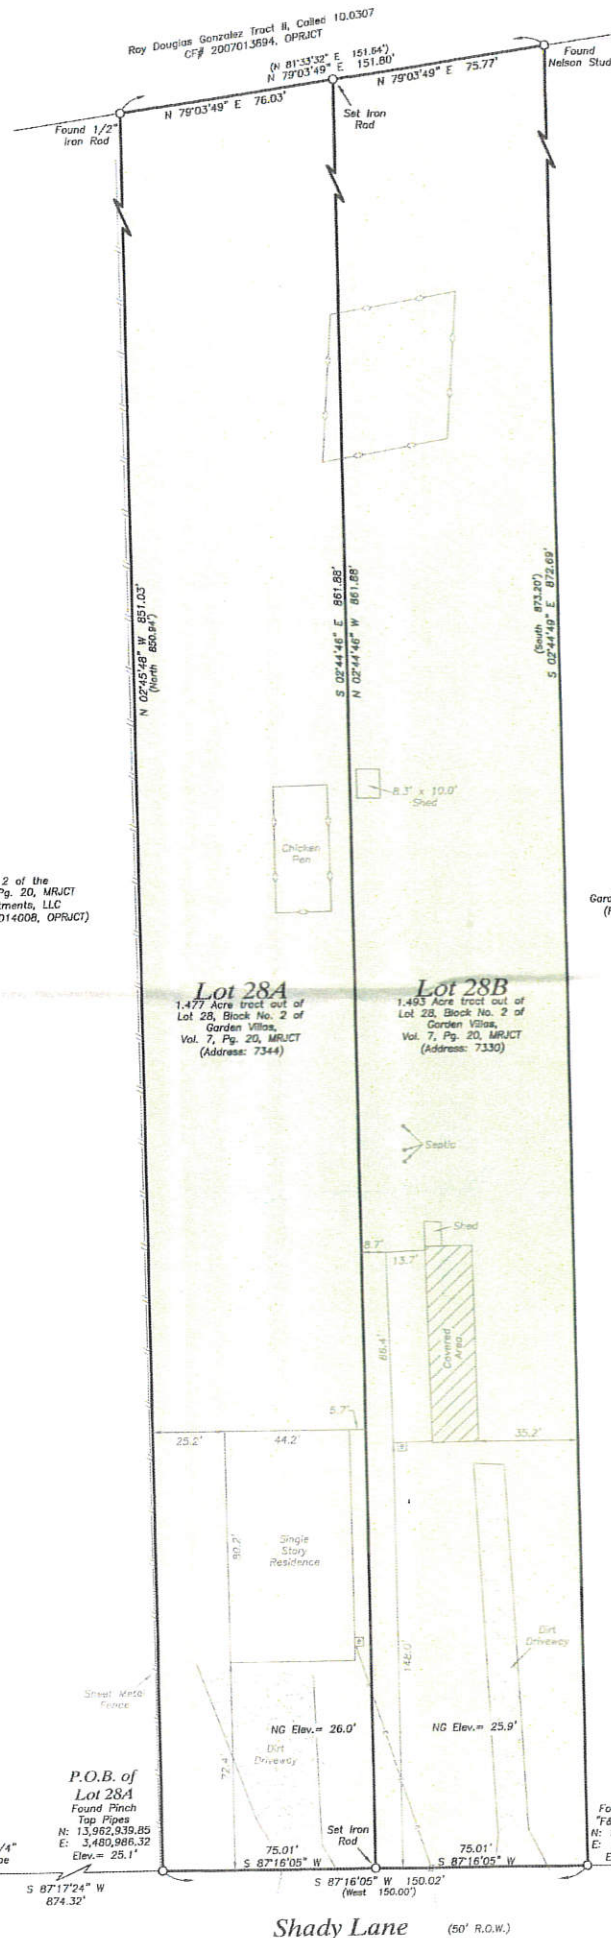 Roy Douglas Gonzalez Tract II, Called 10.0307
CF# 2007013694, OPRJCT
(N 81°33'32" E 151.64')
N 79°03'49" E 151.80'
N 79°03'49" E 76.03'
N 79°03'49" E 75.77'
Found
Nelson Stud
Found 1/2"
Iron Rod
Set Iron
Rod
N 02°45'48" W 851.03'
(North 850.94')
S 02°44'46" E 861.88'
N 02°44'46" W 861.88'
(South 873.20')
S 02°44'49" E 872.69'
8.3' x 10.0'
Shed
Chicken
Pen
2 of the
Pg. 20, MRJCT
tments, LLC
014008, OPRJCT)
Gard
Lot 28A
1.477 Acre tract out of
Lot 28, Block No. 2 of
Garden Villas,
Vol. 7, Pg. 20, MRJCT
(Address: 7344)
Lot 28B
1.493 Acre tract out of
Lot 28, Block No. 2 of
Garden Villas,
Vol. 7, Pg. 20, MRJCT
(Address: 7330)
Septic
Shed
8.7'
13.7'
86.4'
Covered
Area
5.7'
25.2'
44.2'
35.2'
80.2'
Single
Story
Residence
148.0'
Dirt
Driveway
Sheet Metal
Fence
NG Elev.= 26.0'
NG Elev.= 25.9'
Dirt
Driveway
72.4'
P.O.B. of
Lot 28A
Found Pinch
Top Pipes
N: 13,962,939.85
E: 3,480,986.32
Elev.= 25.1'
Set Iron
Rod
Fo
"F&
N:
E:
E
/4"
pe
75.01'
S 87°16'05" W
75.01'
S 87°16'05" W
S 87°17'24" W
874.32'
S 87°16'05" W 150.02'
(West 150.00')
Shady Lane (50' R.O.W.)